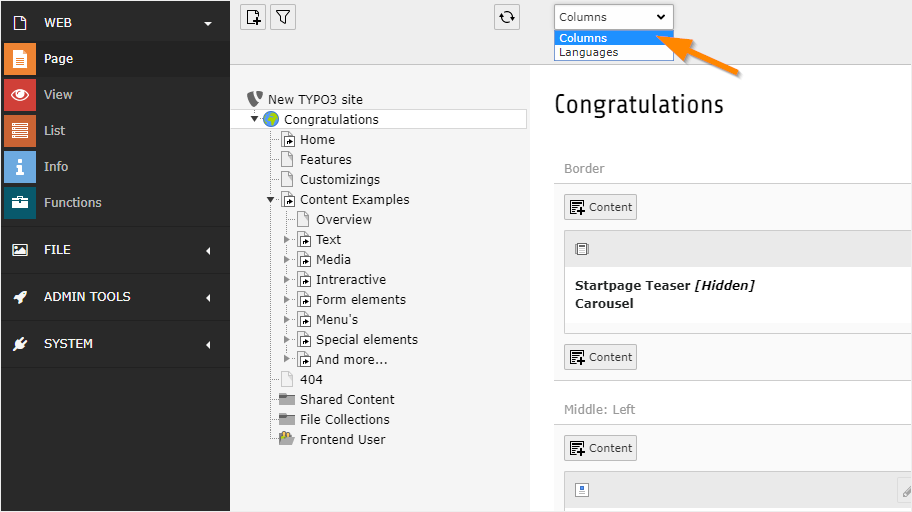 WEB
Page
View
List
Info
Functions
FILE
ADMIN TOOLS
SYSTEM
New TYPO3 site
Congratulations
Home
Features
Customizings
Content Examples
Overview
Text
Media
Intreractive
Form elements
Menu's
Special elements
And more...
404
Shared Content
File Collections
Frontend User
Columns
Columns
Languages
Congratulations
Border
Content
Startpage Teaser [Hidden]
Carousel
Content
Middle: Left
Content